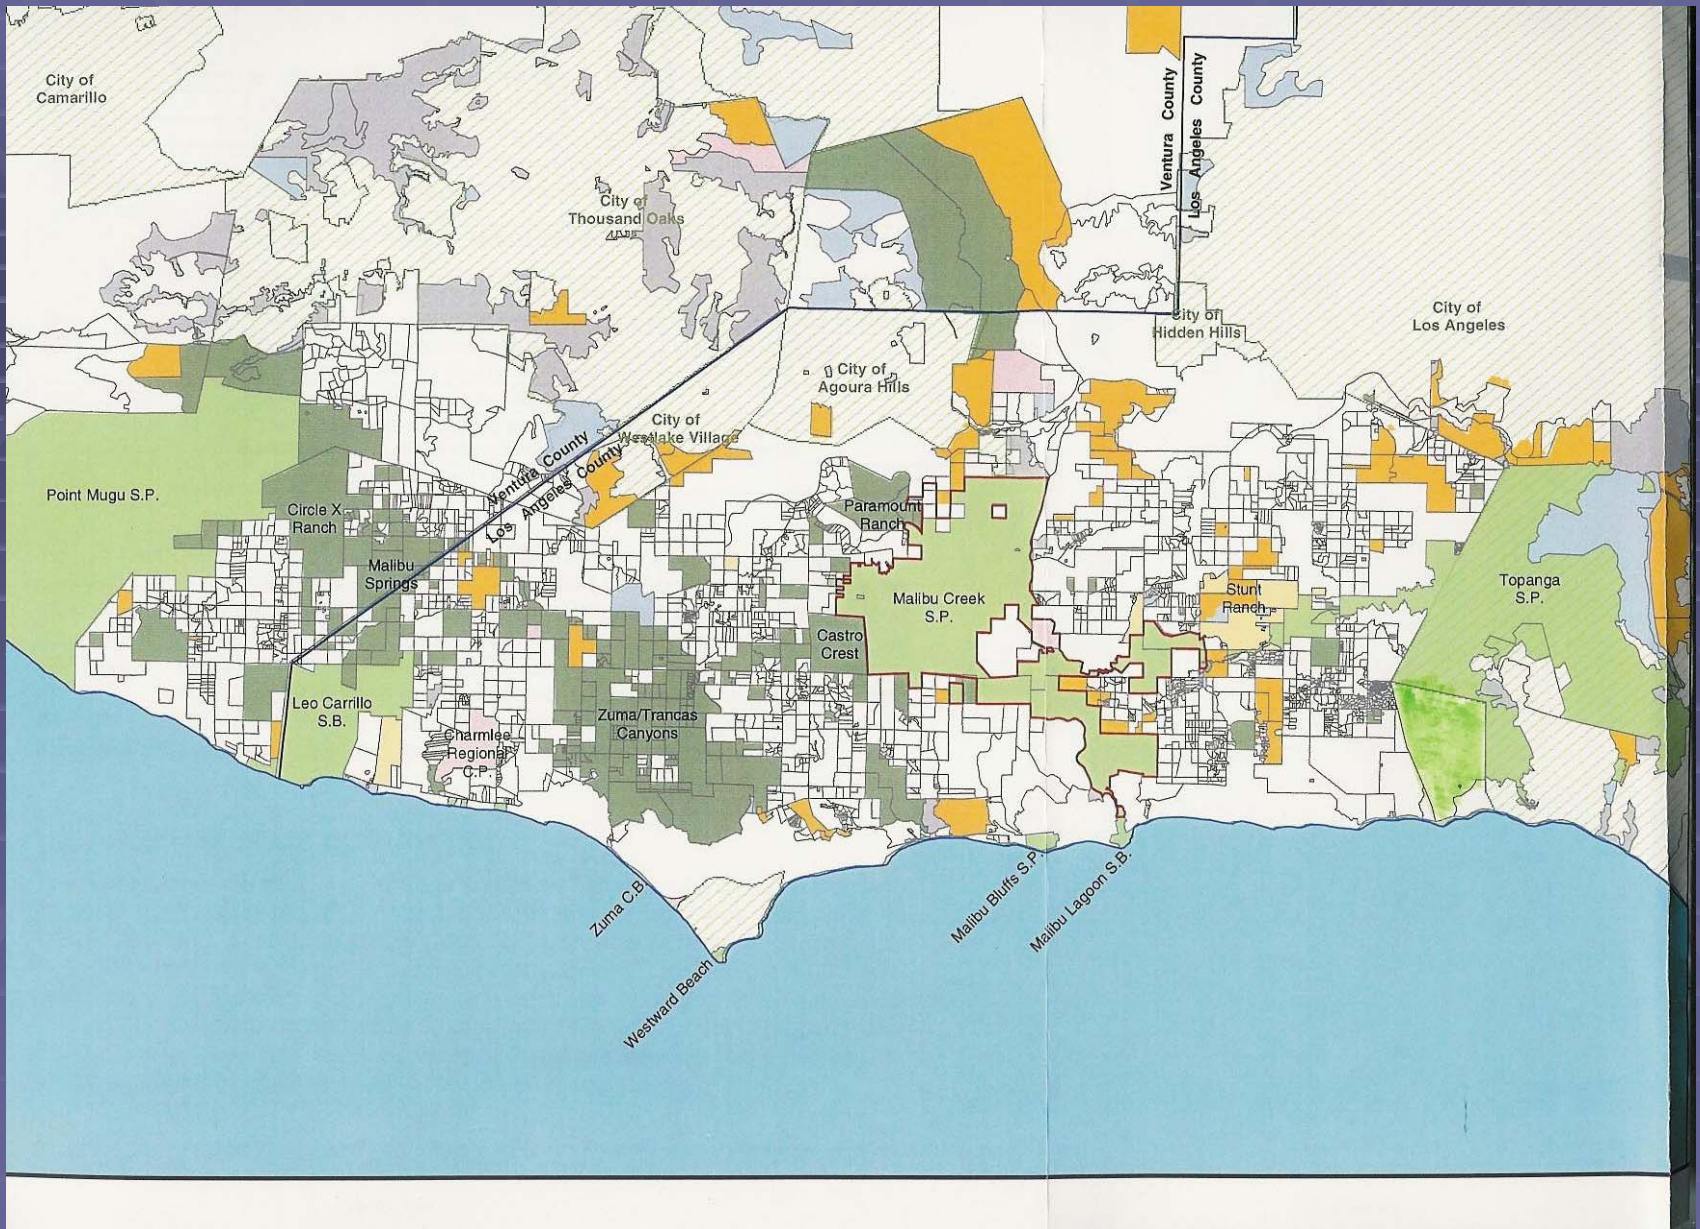 City of
Camarillo
Ventura County
Los Angeles County
City of
Thousand Oaks
City of
Hidden Hills
City of
Los Angeles
City of
Agoura Hills
City of
Westlake Village
Ventura County
Los Angeles County
Point Mugu S.P.
Circle X
Ranch
Paramount
Ranch
Malibu
Springs
Malibu Creek
S.P.
Stunt
Ranch
Topanga
S.P.
Castro
Crest
Leo Carrillo
S.B.
Zuma/Trancas
Canyons
Charmlee
Regional
C.P.
Zuma C.B.
Westward Beach
Malibu Bluffs S.P.
Malibu Lagoon S.B.